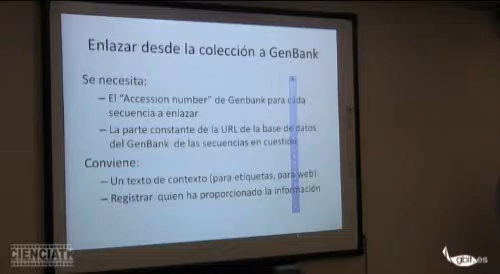 Enlazar desde la colección a GenBank
Se necesita:
– El "Accession number" de Genbank para cada
secuencia a enlazar
– La parte constante de la URL de la base de datos
del GenBank de las secuencias en cuestión
Conviene:
– Un texto de contexto (para etiquetas, para web)
– Registrar quien ha proporcionado la información
CIENCIATK
gbif.es